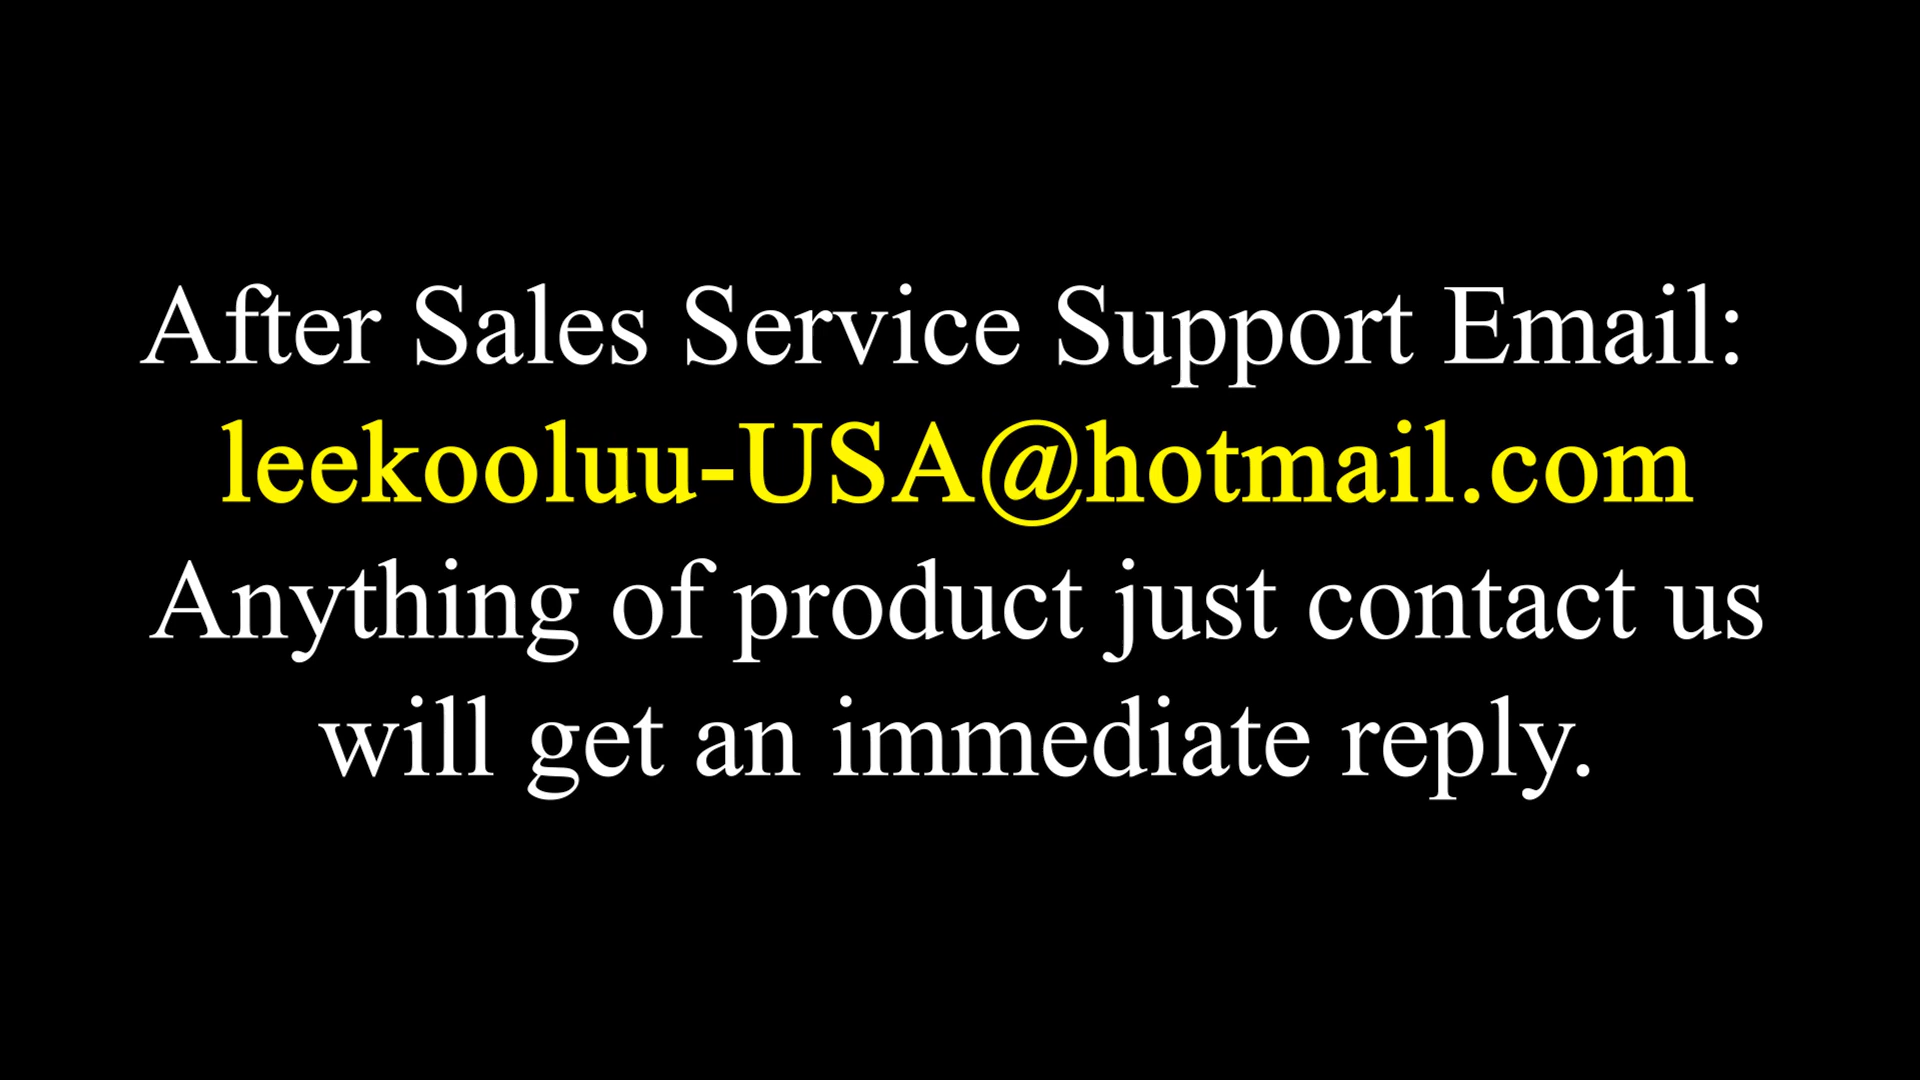 After Sales Service Support Email:
leekooluu-USA@hotmail.com
Anything of product just contact us
will get an immediate reply.